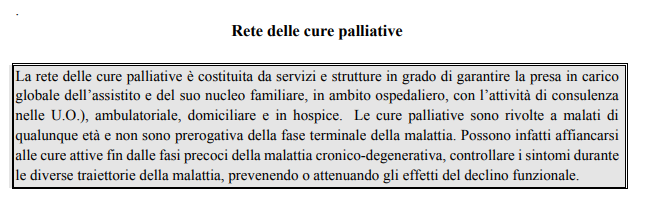 .
Rete delle cure palliative
La rete delle cure palliative è costituita da servizi e strutture in grado di garantire la presa in carico
globale dell'assistito e del suo nucleo familiare, in ambito ospedaliero, con l'attività di consulenza
nelle U.O.), ambulatoriale, domiciliare e in hospice. Le cure palliative sono rivolte a malati di
qualunque età e non sono prerogativa della fase terminale della malattia. Possono infatti affiancarsi
alle cure attive fin dalle fasi precoci della malattia cronico-degenerativa, controllare i sintomi durante
le diverse traiettorie della malattia, prevenendo o attenuando gli effetti del declino funzionale.